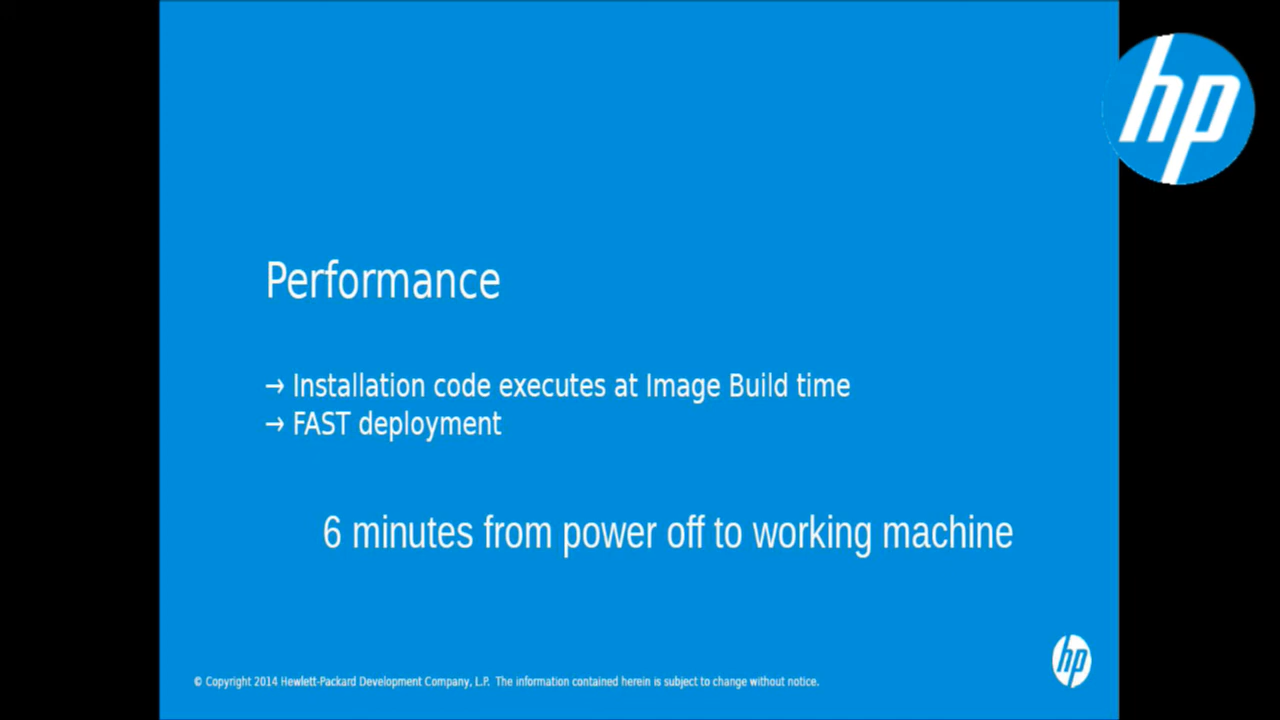 hp
Performance
→ Installation code executes at Image Build time
→ FAST deployment
6 minutes from power off to working machine
hp
© Copyright 2014 Hewlett-Packard Development Company, L.P. The information contained herein is subject to change without notice.